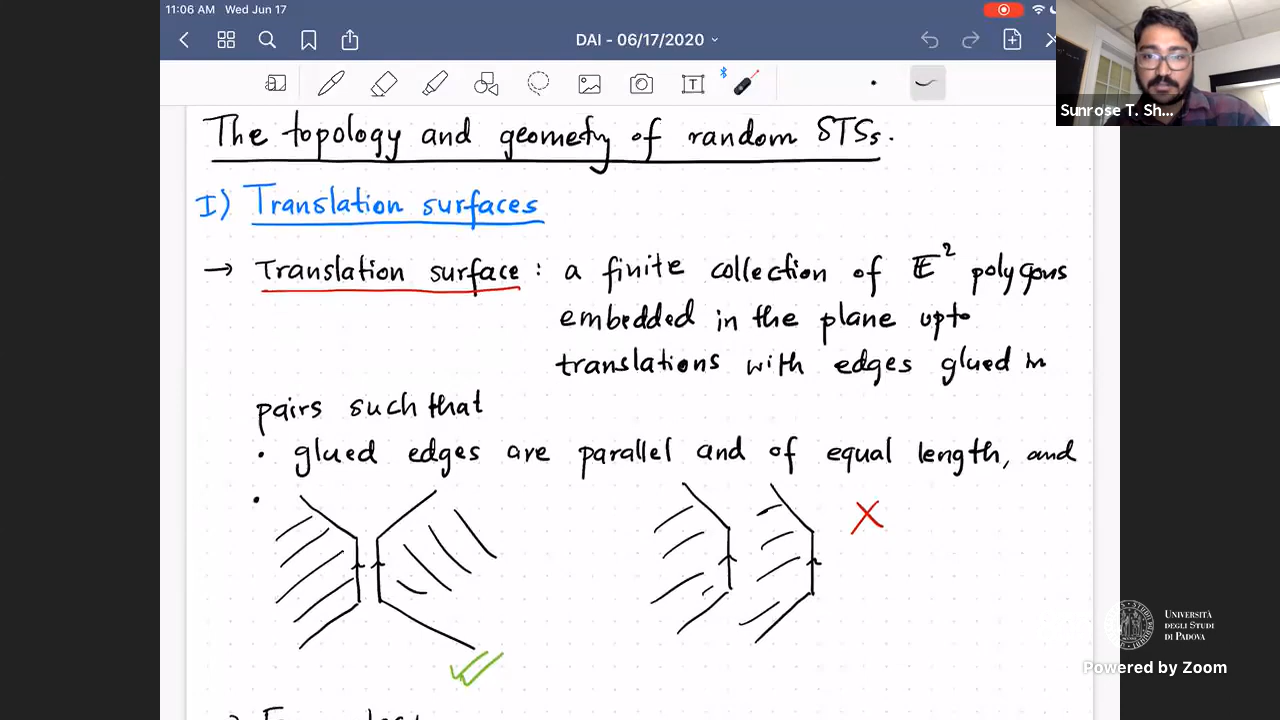 11:06 AM Wed Jun 17
DAI - 06/17/2020
T
Sunrose T. Sh...
The topology and geometry of random STSs.
I) Translation surfaces
→ Translation surface : a finite collection of 𝔼² polygons
embedded in the plane upto
translations with edges glued in
pairs such that
• glued edges are parallel and of equal length, and
•
UNIVERSITÀ
DEGLI STUDI
DI PADOVA
Powered by Zoom